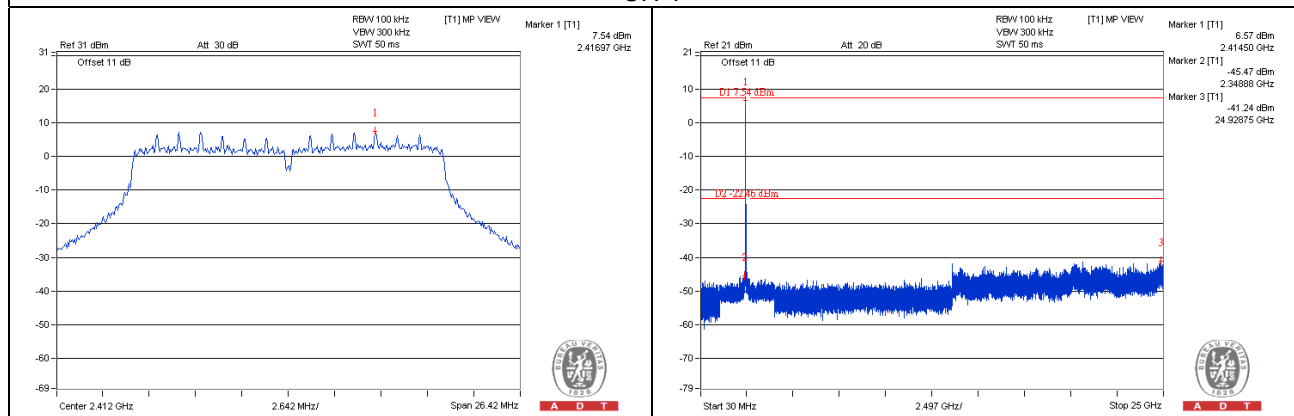 RBW 100 kHz
[T1] MP VIEW
VBW 300 kHz
SWT 50 ms
Ref 31 dBm
Att 30 dB
Offset 11 dB
Marker 1 [T1]
7.54 dBm
2.41697 GHz
31
20
10
0
-10
-20
-30
-40
-50
-60
-69
1
Center 2.412 GHz
2.642 MHz/
Span 26.42 MHz
BUREAU VERITAS
1828
A D T
RBW 100 kHz
[T1] MP VIEW
VBW 300 kHz
SWT 50 ms
Ref 21 dBm
Att 20 dB
Offset 11 dB
Marker 1 [T1]
6.57 dBm
2.41450 GHz
Marker 2 [T1]
-45.47 dBm
2.34888 GHz
Marker 3 [T1]
-41.24 dBm
24.92875 GHz
21
10
0
-10
-20
-30
-40
-50
-60
-70
-79
1
D1 7.54 dBm
D2 -22.46 dBm
2
3
Start 30 MHz
2.497 GHz/
Stop 25 GHz
BUREAU VERITAS
1828
A D T